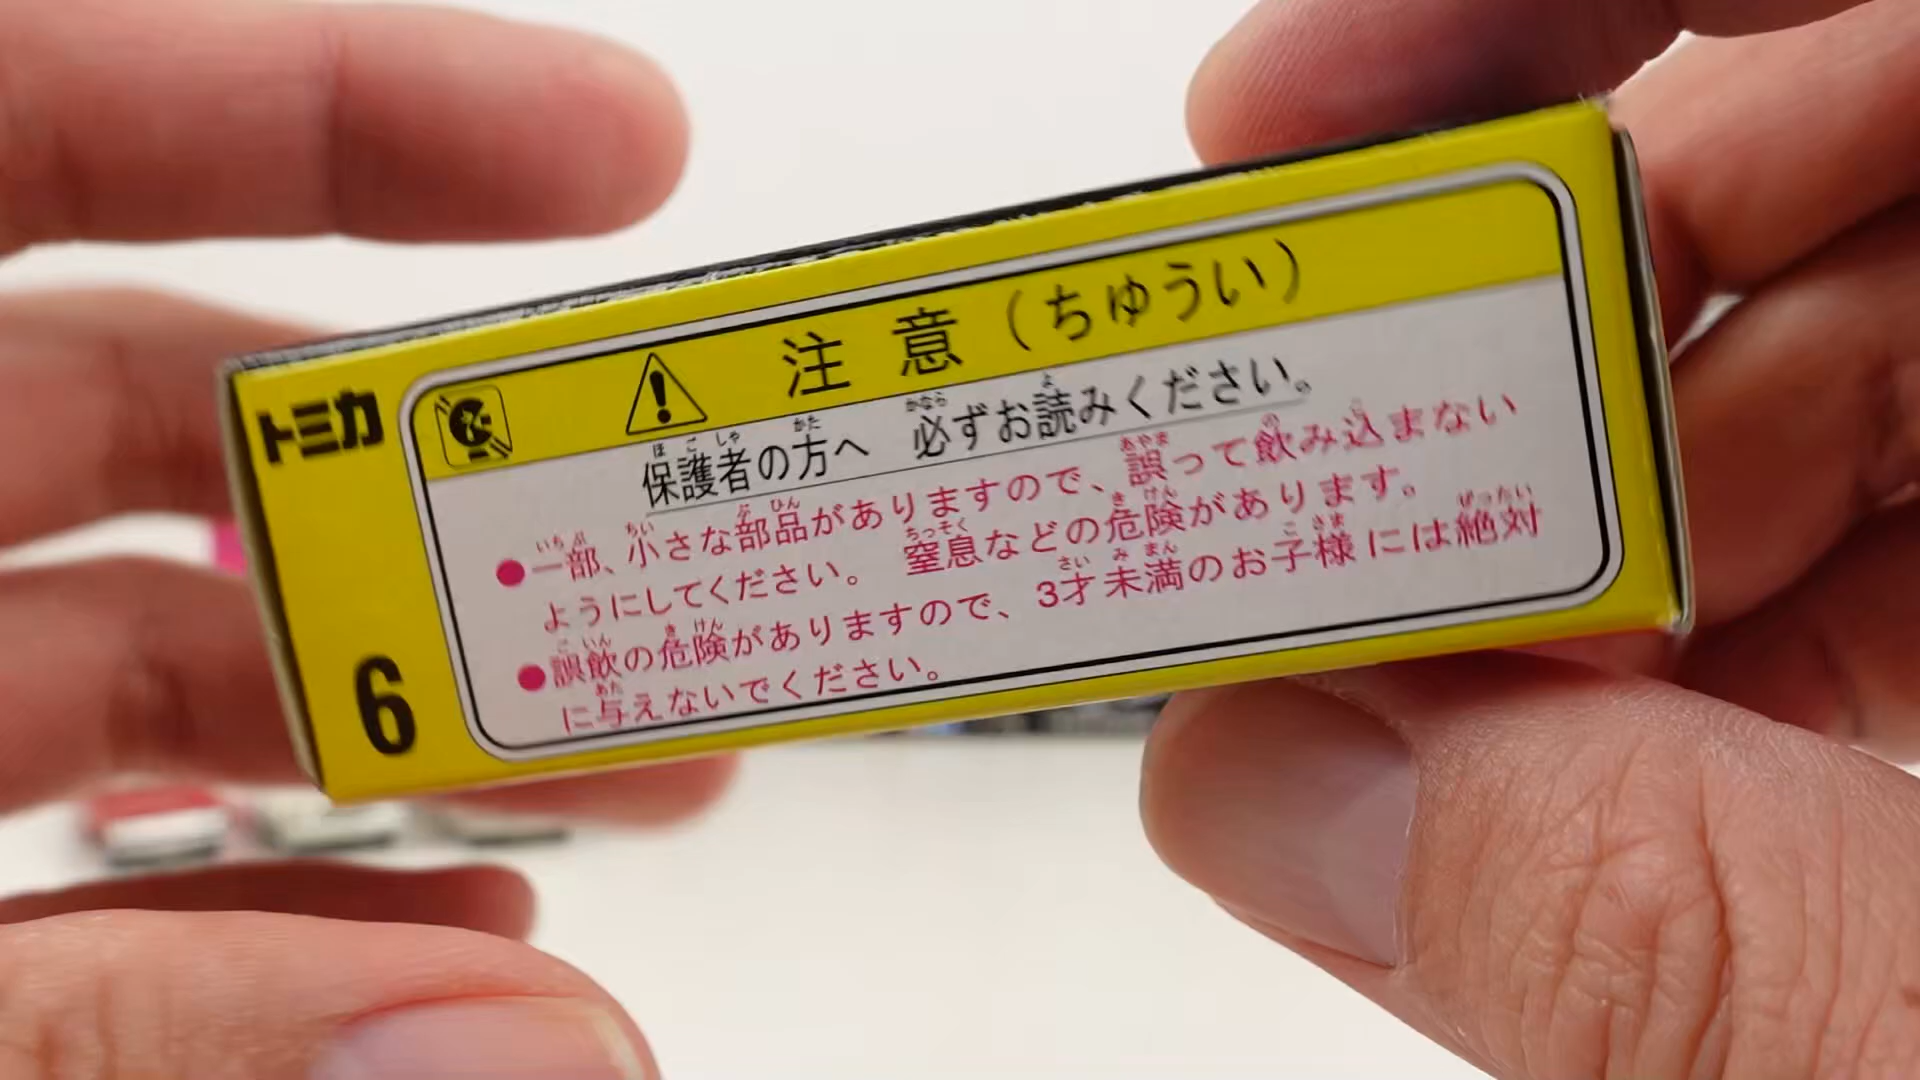 トミカ
6
注意（ちゅうい）
保護者の方へ 必ずお読みください。
●一部、小さな部品がありますので、誤って飲み込まない
ようにしてください。 窒息などの危険があります。
●誤飲の危険がありますので、3才未満のお子様には絶対
に与えないでください。